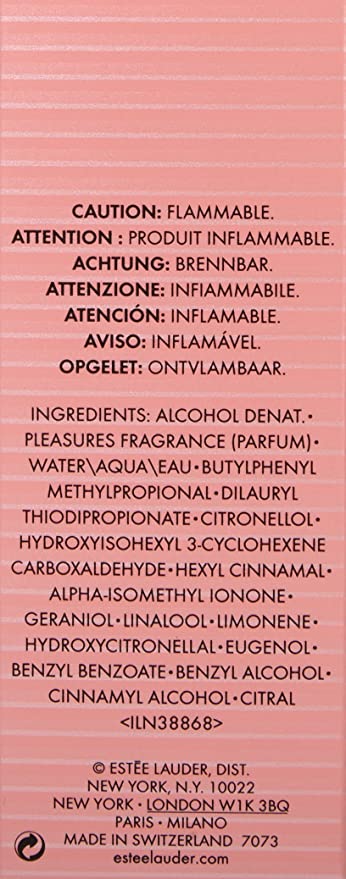 CAUTION: FLAMMABLE.
ATTENTION : PRODUIT INFLAMMABLE.
ACHTUNG: BRENNBAR.
ATTENZIONE: INFIAMMABILE.
ATENCIÓN: INFLAMABLE.
AVISO: INFLAMÁVEL.
OPGELET: ONTVLAMBAAR.
INGREDIENTS: ALCOHOL DENAT.•
PLEASURES FRAGRANCE (PARFUM)•
WATER\AQUA\EAU•BUTYLPHENYL
METHYLPROPIONAL•DILAURYL
THIODIPROPIONATE•CITRONELLOL•
HYDROXYISOHEXYL 3-CYCLOHEXENE
CARBOXALDEHYDE•HEXYL CINNAMAL•
ALPHA-ISOMETHYL IONONE•
GERANIOL•LINALOOL•LIMONENE•
HYDROXYCITRONELLAL•EUGENOL•
BENZYL BENZOATE•BENZYL ALCOHOL•
CINNAMYL ALCOHOL•CITRAL
<ILN38868>
© ESTÉE LAUDER, DIST.
NEW YORK, N.Y. 10022
NEW YORK • LONDON W1K 3BQ
PARIS • MILANO
MADE IN SWITZERLAND 7073
esteelauder.com